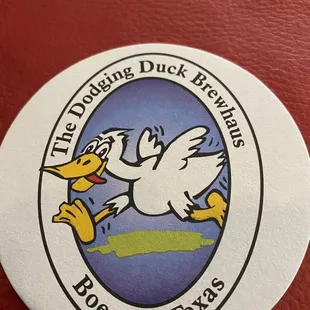 The Dodging Duck Brewhaus
Texas